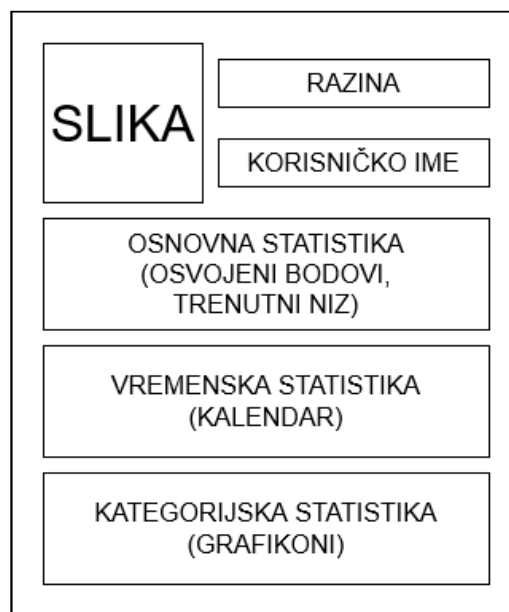 SLIKA
RAZINA
KORISNIČKO IME
OSNOVNA STATISTIKA
(OSVOJENI BODOVI,
TRENUTNI NIZ)
VREMENSKA STATISTIKA
(KALENDAR)
KATEGORIJSKA STATISTIKA
(GRAFIKONI)